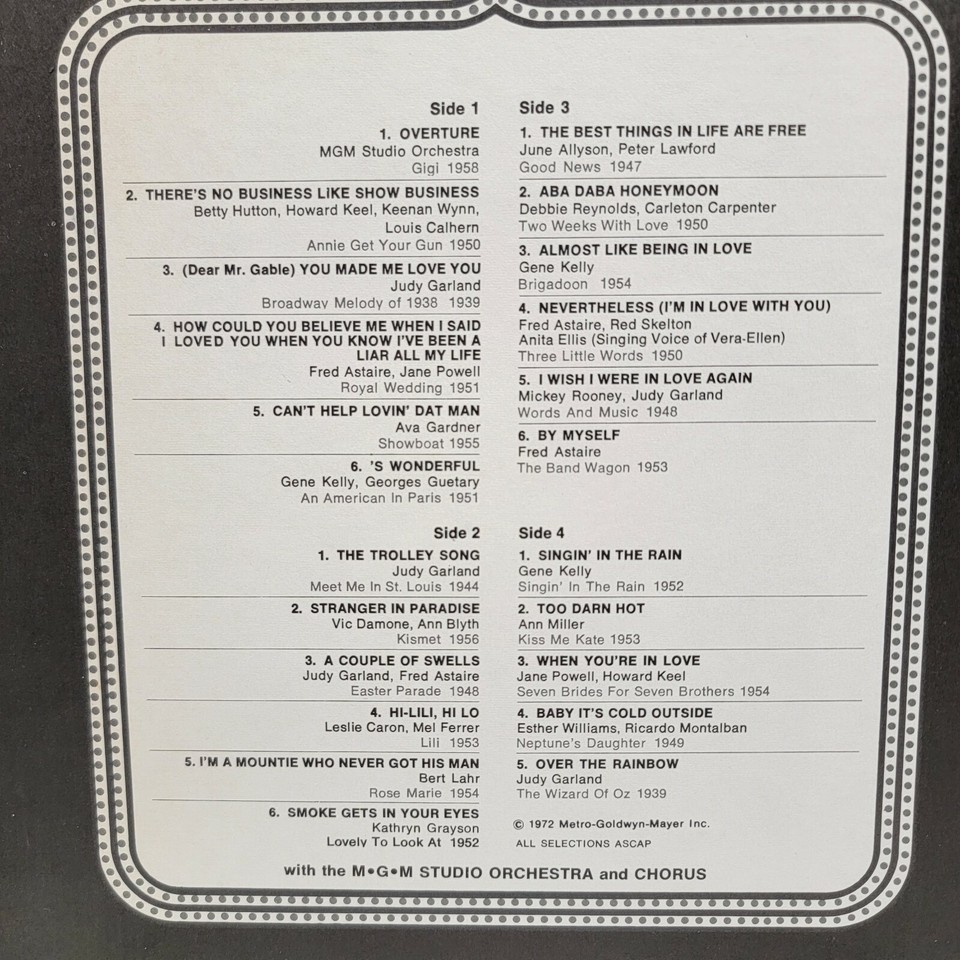 Side 1
1. OVERTURE
MGM Studio Orchestra
Gigi 1958
2. THERE'S NO BUSINESS LIKE SHOW BUSINESS
Betty Hutton, Howard Keel, Keenan Wynn,
Louis Calhern
Annie Get Your Gun 1950
3. (Dear Mr. Gable) YOU MADE ME LOVE YOU
Judy Garland
Broadway Melody of 1938 1939
4. HOW COULD YOU BELIEVE ME WHEN I SAID
I LOVED YOU WHEN YOU KNOW I'VE BEEN A
LIAR ALL MY LIFE
Fred Astaire, Jane Powell
Royal Wedding 1951
5. CAN'T HELP LOVIN' DAT MAN
Ava Gardner
Showboat 1955
6. 'S WONDERFUL
Gene Kelly, Georges Guetary
An American In Paris 1951
Side 2
1. THE TROLLEY SONG
Judy Garland
Meet Me In St. Louis 1944
2. STRANGER IN PARADISE
Vic Damone, Ann Blyth
Kismet 1956
3. A COUPLE OF SWELLS
Judy Garland, Fred Astaire
Easter Parade 1948
4. HI-LILI, HI LO
Leslie Caron, Mel Ferrer
Lili 1953
5. I'M A MOUNTIE WHO NEVER GOT HIS MAN
Bert Lahr
Rose Marie 1954
6. SMOKE GETS IN YOUR EYES
Kathryn Grayson
Lovely To Look At 1952
Side 3
1. THE BEST THINGS IN LIFE ARE FREE
June Allyson, Peter Lawford
Good News 1947
2. ABA DABA HONEYMOON
Debbie Reynolds, Carleton Carpenter
Two Weeks With Love 1950
3. ALMOST LIKE BEING IN LOVE
Gene Kelly
Brigadoon 1954
4. NEVERTHELESS (I'M IN LOVE WITH YOU)
Fred Astaire, Red Skelton
Anita Ellis (Singing Voice of Vera-Ellen)
Three Little Words 1950
5. I WISH I WERE IN LOVE AGAIN
Mickey Rooney, Judy Garland
Words And Music 1948
6. BY MYSELF
Fred Astaire
The Band Wagon 1953
Side 4
1. SINGIN' IN THE RAIN
Gene Kelly
Singin' In The Rain 1952
2. TOO DARN HOT
Ann Miller
Kiss Me Kate 1953
3. WHEN YOU'RE IN LOVE
Jane Powell, Howard Keel
Seven Brides For Seven Brothers 1954
4. BABY IT'S COLD OUTSIDE
Esther Williams, Ricardo Montalban
Neptune's Daughter 1949
5. OVER THE RAINBOW
Judy Garland
The Wizard Of Oz 1939
© 1972 Metro-Goldwyn-Mayer Inc.
ALL SELECTIONS ASCAP
with the M•G•M STUDIO ORCHESTRA and CHORUS